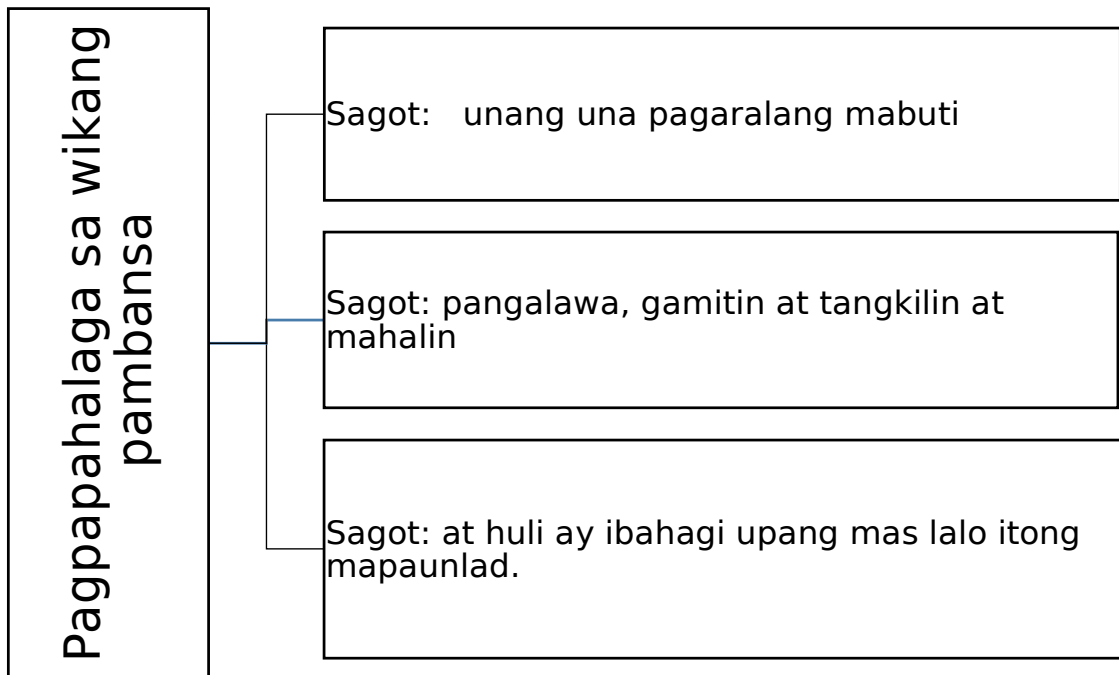 Pagpapahalaga sa wikang
pambansa
Sagot:   unang una pagaralang mabuti
Sagot: pangalawa, gamitin at tangkilin at
mahalin
Sagot: at huli ay ibahagi upang mas lalo itong
mapaunlad.